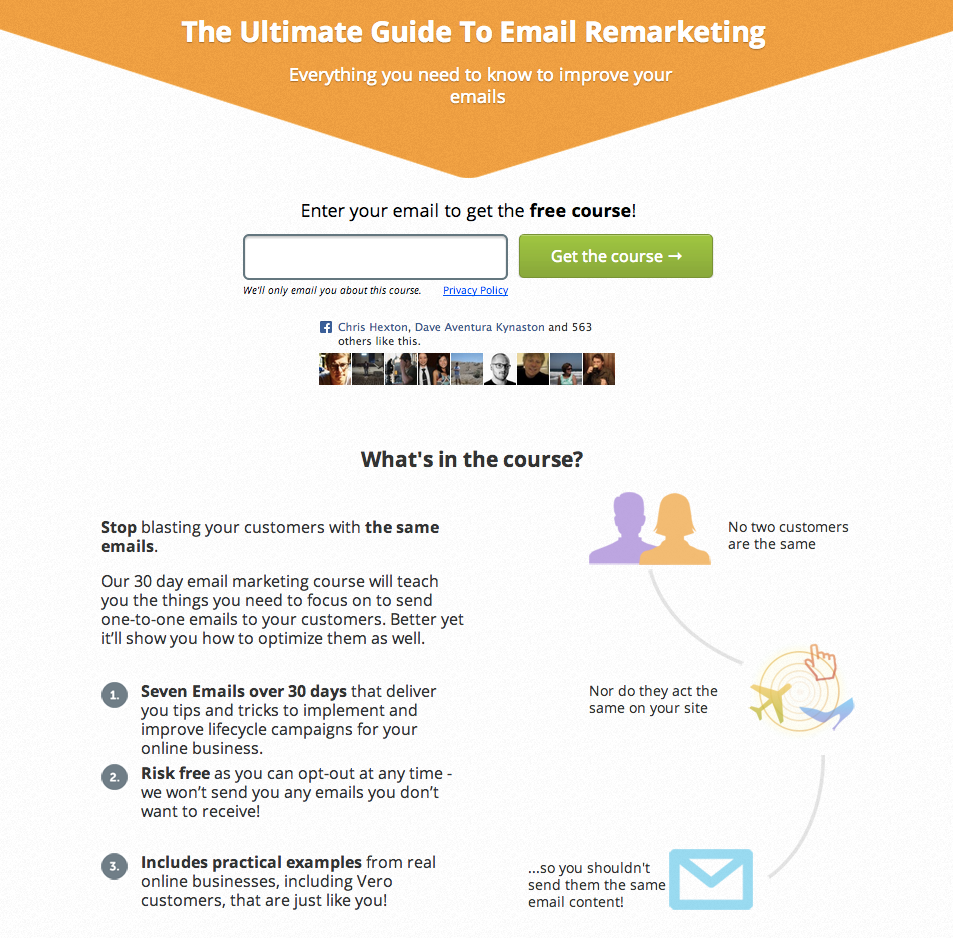 The Ultimate Guide To Email Remarketing
Everything you need to know to improve your
emails
Enter your email to get the free course!
Get the course →
We'll only email you about this course. Privacy Policy
Chris Hexton, Dave Aventura Kynaston and 563
others like this.
What's in the course?
Stop blasting your customers with the same
emails.
Our 30 day email marketing course will teach
you the things you need to focus on to send
one-to-one emails to your customers. Better yet
it'll show you how to optimize them as well.
1. Seven Emails over 30 days that deliver
you tips and tricks to implement and
improve lifecycle campaigns for your
online business.
2. Risk free as you can opt-out at any time -
we won't send you any emails you don't
want to receive!
3. Includes practical examples from real
online businesses, including Vero
customers, that are just like you!
No two customers
are the same
Nor do they act the
same on your site
...so you shouldn't
send them the same
email content!